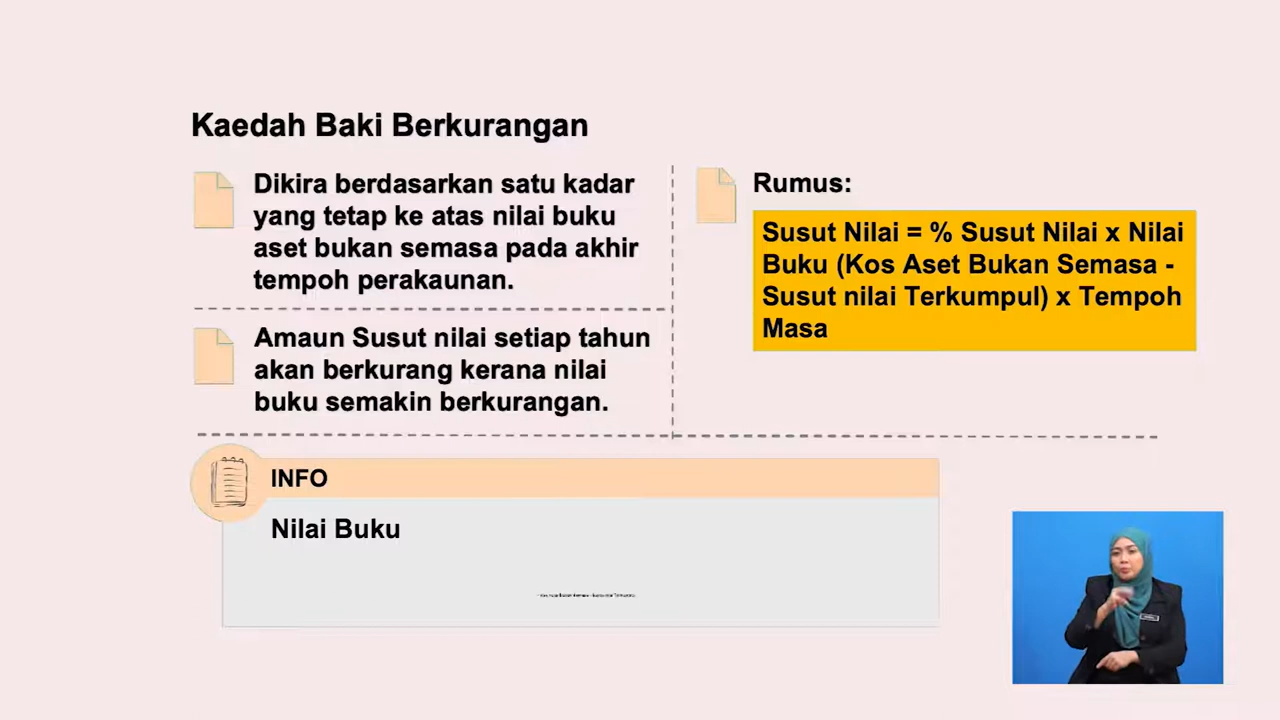 Kaedah Baki Berkurangan
Dikira berdasarkan satu kadar
yang tetap ke atas nilai buku
aset bukan semasa pada akhir
tempoh perakaunan.
Amaun Susut nilai setiap tahun
akan berkurang kerana nilai
buku semakin berkurangan.
Rumus:
Susut Nilai = % Susut Nilai x Nilai
Buku (Kos Aset Bukan Semasa -
Susut nilai Terkumpul) x Tempoh
Masa
INFO
Nilai Buku